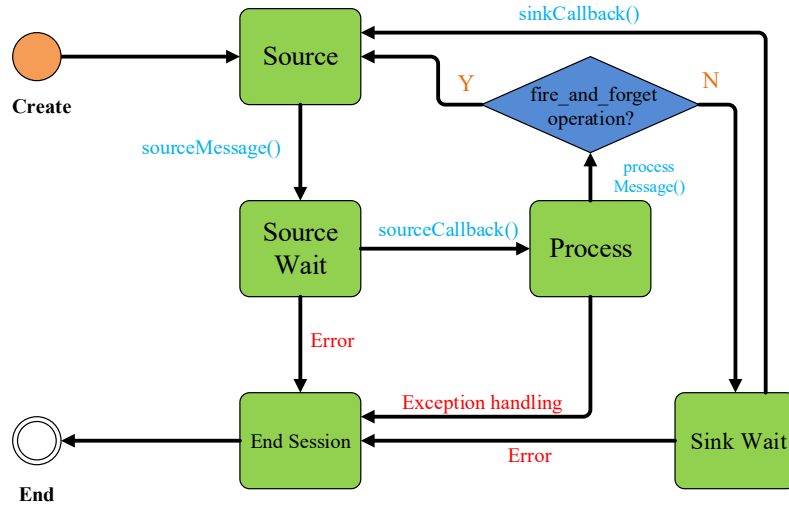 sinkCallback()
Source
Y
N
fire_and_forget
operation?
Create
sourceMessage()
process
Message()
Source
Wait
sourceCallback()
Process
Error
Exception handling
End Session
Error
Sink Wait
End